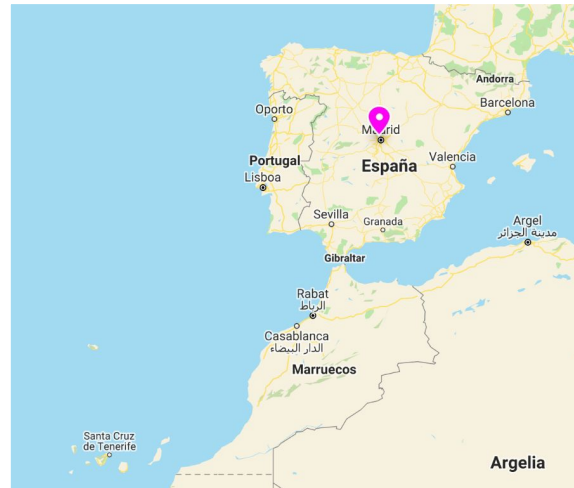 Andorra
Barcelona
Oporto
Madrid
Valencia
Portugal
España
Lisboa
Sevilla
Granada
Argel
مدينة الجزائر
Gibraltar
Rabat
الرباط
Casablanca
الدار البيضاء
Marruecos
Santa Cruz
de Tenerife
Argelia